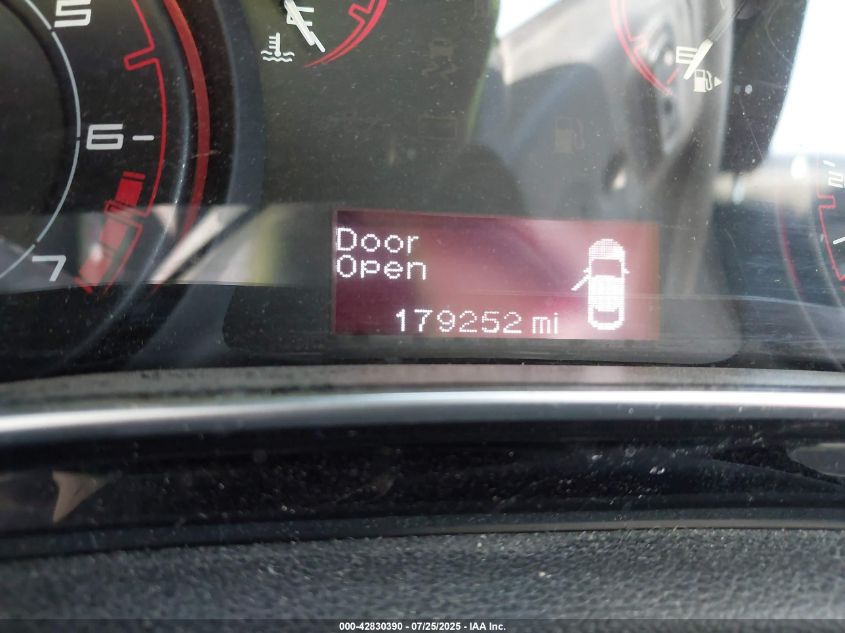 5
6
7
E
Door
Open
179252 mi
000-42830390 - 07/25/2025 - IAA Inc.